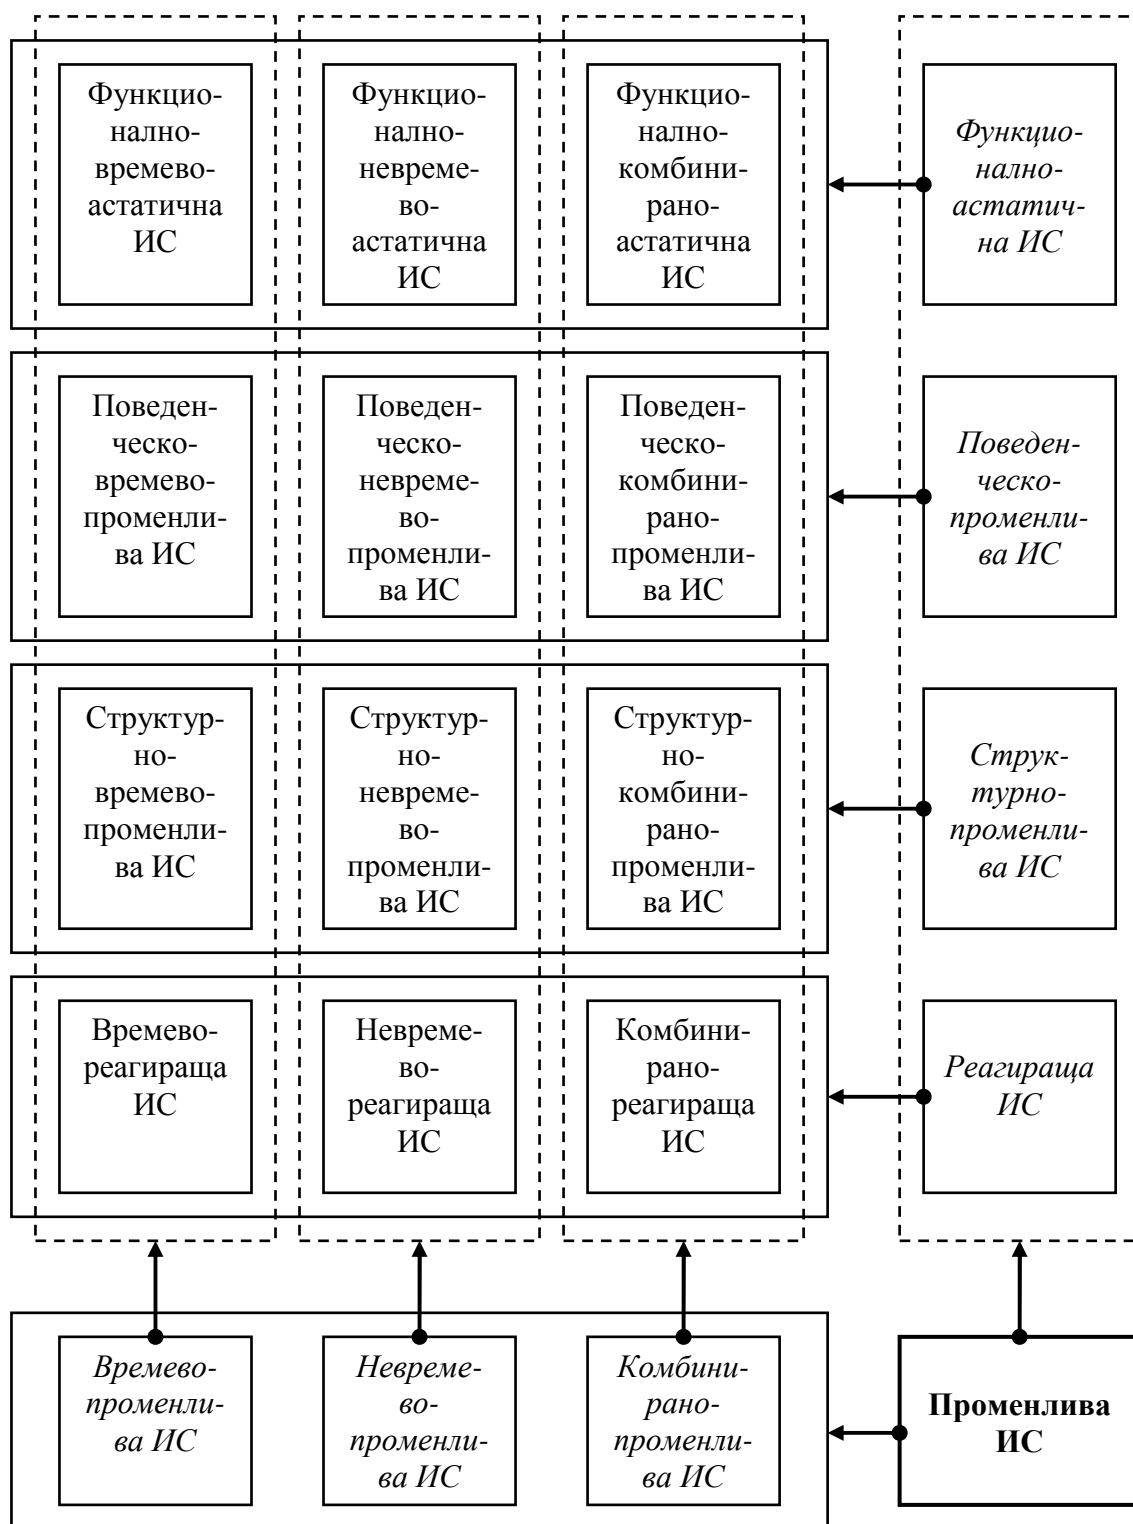 Функцио-
нално-
времево-
астатична
ИС
Функцио-
нално-
невреме-
во-
астатична
ИС
Функцио-
нално-
комбини-
рано-
астатична
ИС
Функцио-
нално-
астатич-
на ИС
Поведен-
ческо-
времево-
променли-
ва ИС
Поведен-
ческо-
невреме-
во-
променли-
ва ИС
Поведен-
ческо-
комбини-
рано-
променли-
ва ИС
Поведен-
ческо-
променли-
ва ИС
Структур-
но-
времево-
променли-
ва ИС
Структур-
но-
невреме-
во-
променли-
ва ИС
Структур-
но-
комбини-
рано-
променли-
ва ИС
Струк-
турно-
променли-
ва ИС
Времево-
реагираща
ИС
Невреме-
во-
реагираща
ИС
Комбини-
рано-
реагираща
ИС
Реагираща
ИС
Времево-
променли-
ва ИС
Невреме-
во-
променли-
ва ИС
Комбини-
рано-
променли-
ва ИС
Променлива
ИС